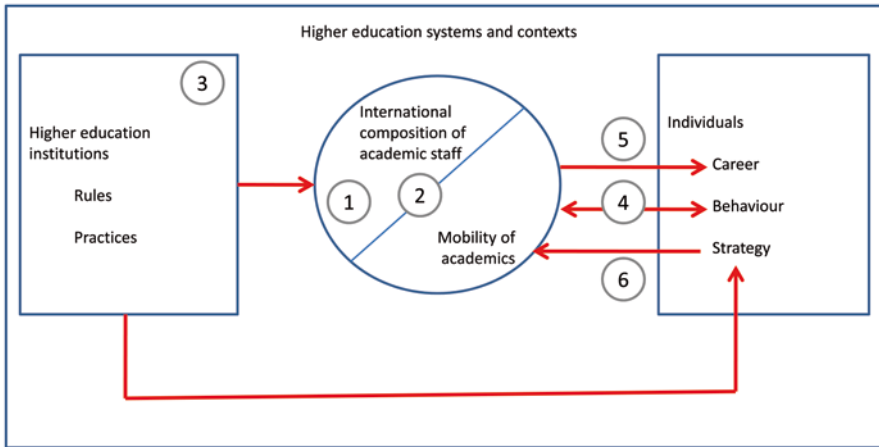 Higher education systems and contexts
3
Higher education
institutions
Rules
Practices
International
composition of
academic staff
1
2
Mobility of
academics
5
4
6
Individuals
Career
Behaviour
Strategy